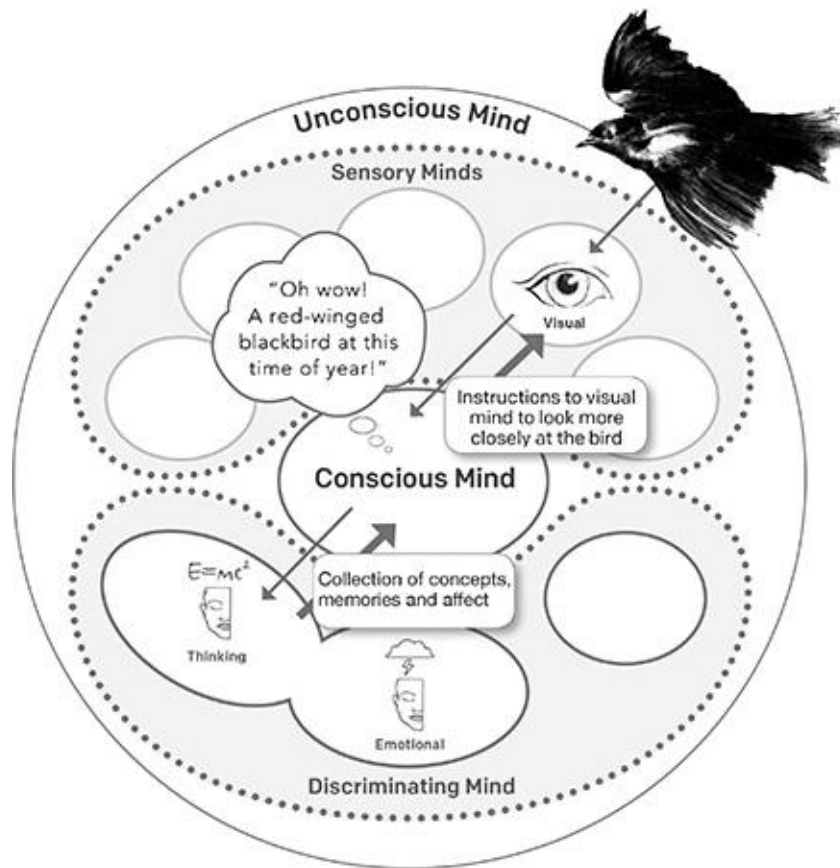 Unconscious Mind
Sensory Minds
"Oh wow!
A red-winged
blackbird at this
time of year!"
Visual
Instructions to visual
mind to look more
closely at the bird
Conscious Mind
Collection of concepts,
memories and affect
E=mc²
Thinking
Emotional
Discriminating Mind